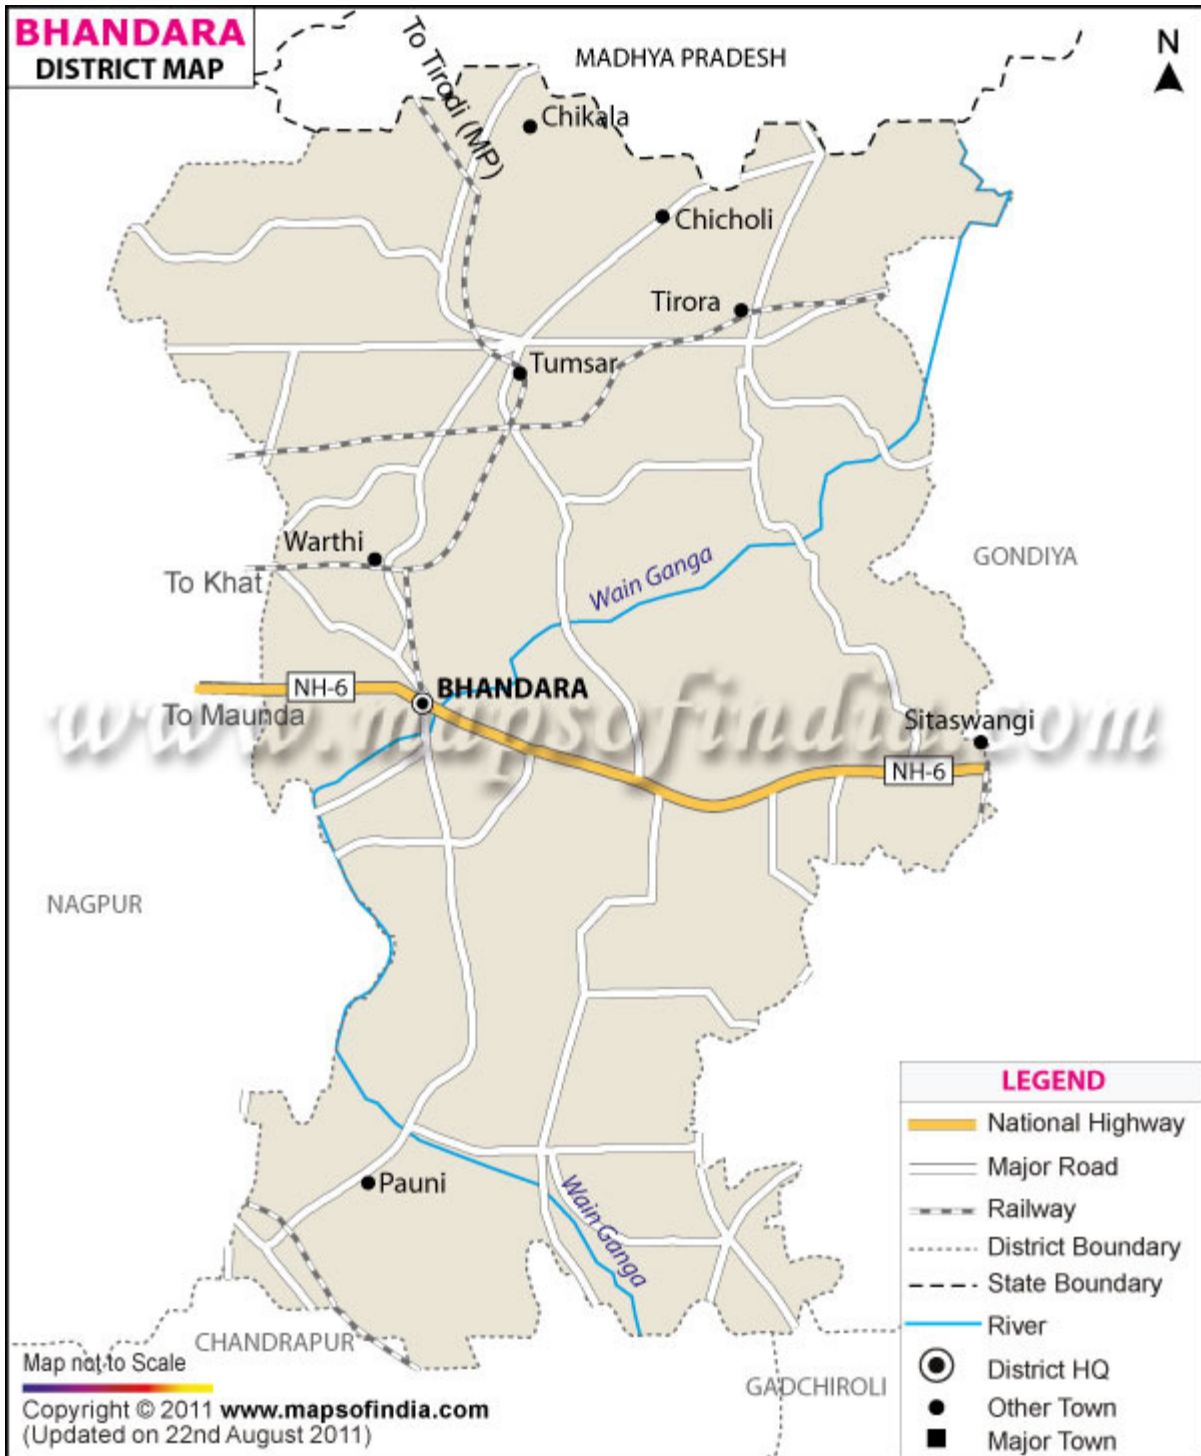 BHANDARA
DISTRICT MAP
To Tirodi (MP)
MADHYA PRADESH
N
Chikala
Chicholi
Tirora
Tumsar
Warthi
To Khat
Wain Ganga
GONDIYA
NH-6
BHANDARA
To Maunda
Sitaswangi
NH-6
www.mapsofindia.com
NAGPUR
Pauni
Wain Ganga
CHANDRAPUR
GADCHIROLI
LEGEND
National Highway
Major Road
Railway
District Boundary
State Boundary
River
District HQ
Other Town
Major Town
Map not to Scale
Copyright © 2011 www.mapsofindia.com
(Updated on 22nd August 2011)